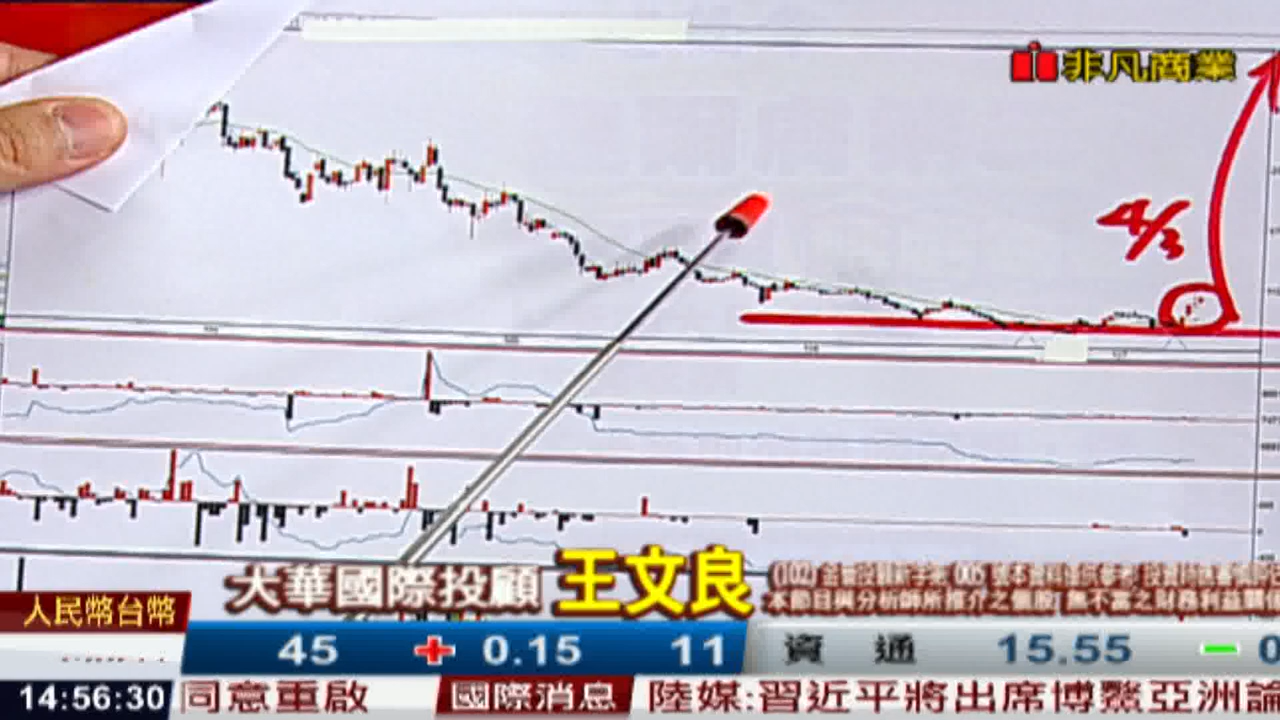 非凡商業
4/3
大華國際投顧 王文良
人民幣台幣
45 + 0.15 11 資通 15.55 − 0
14:56:30 同意重啟 國際消息 陸媒:習近平將出席博鰲亞洲論